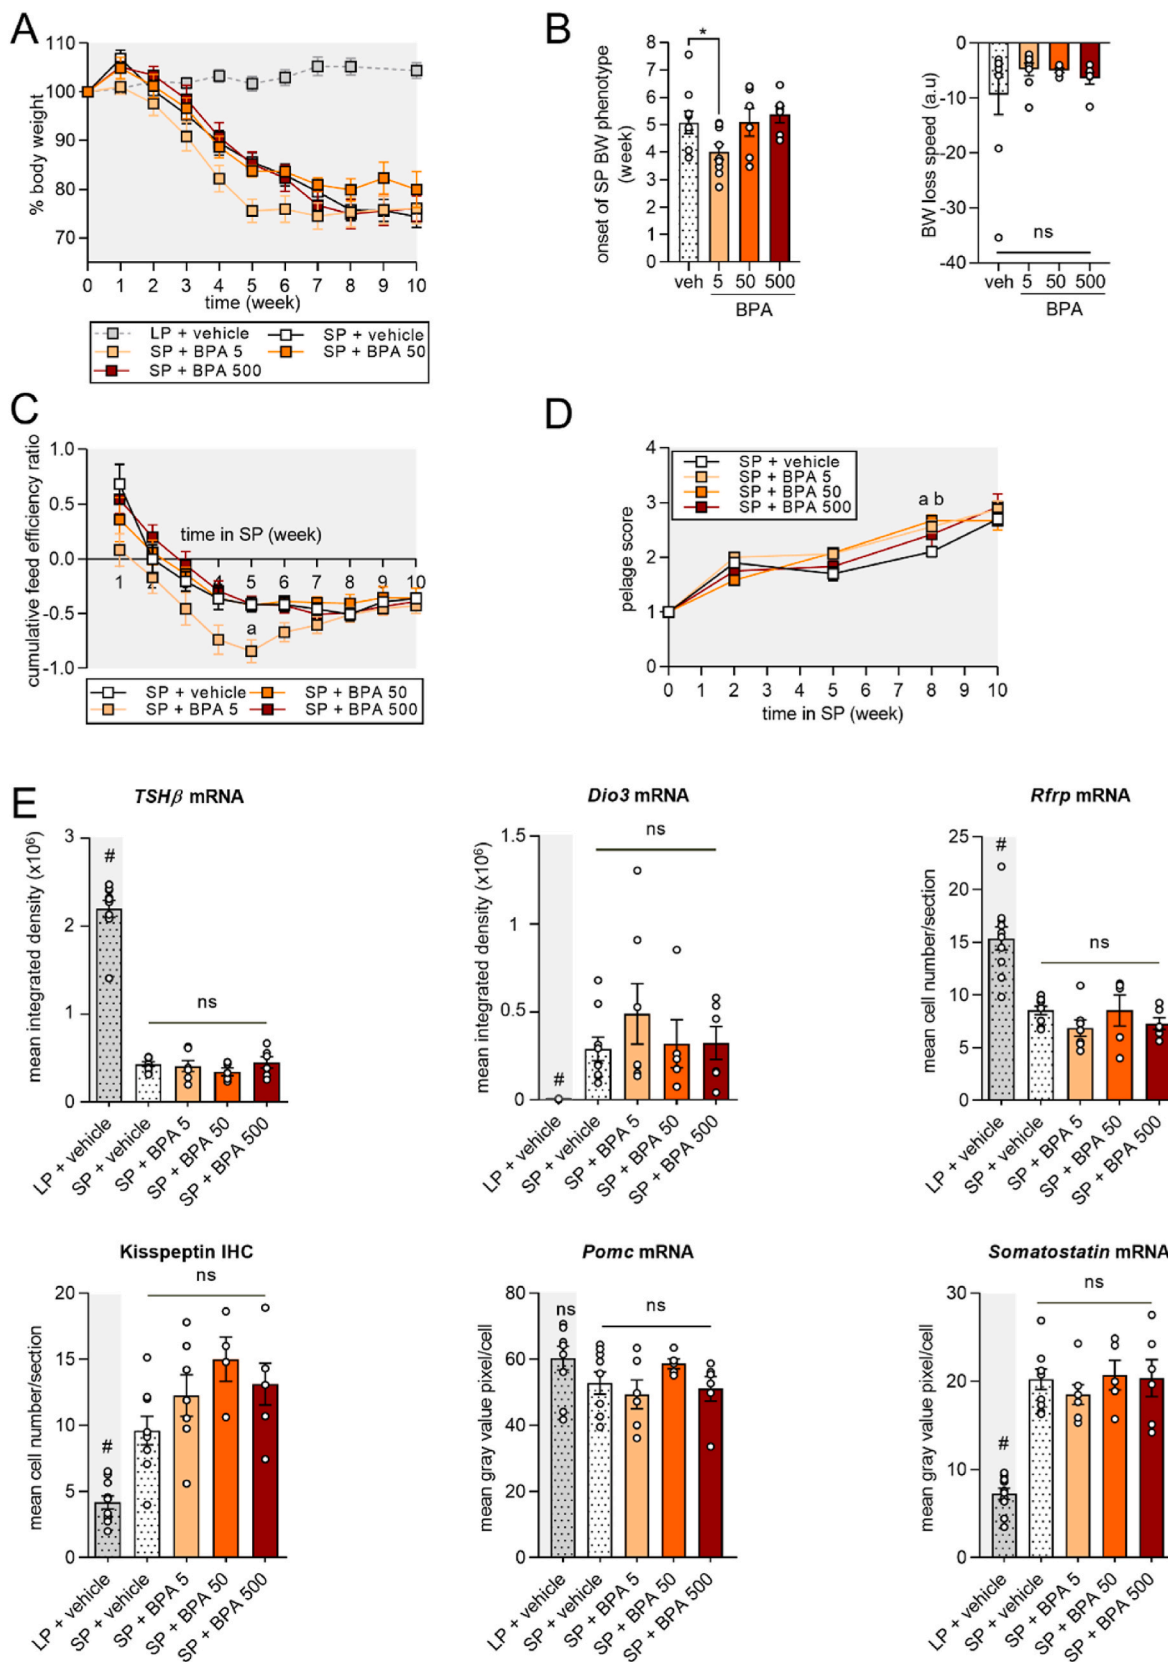 A
110
100
90
80
70
% body weight
0 1 2 3 4 5 6 7 8 9 10
time (week)
LP + vehicle
SP + vehicle
SP + BPA 5
SP + BPA 50
SP + BPA 500
B
8
7
6
5
4
3
2
1
0
onset of SP BW phenotype
(week)
*
veh 5 50 500
BPA
0
-10
-20
-30
-40
BW loss speed (a.u)
ns
veh 5 50 500
BPA
C
1.0
0.5
0.0
-0.5
-1.0
cumulative feed efficiency ratio
time in SP (week)
1 2 3 4 5 6 7 8 9 10
a
SP + vehicle
SP + BPA 50
SP + BPA 5
SP + BPA 500
D
4
3
2
1
0
pelage score
SP + vehicle
SP + BPA 5
SP + BPA 50
SP + BPA 500
a b
0 1 2 3 4 5 6 7 8 9 10
time in SP (week)
E
TSHβ mRNA
3
2
1
0
mean integrated density (x10⁶)
#
ns
LP + vehicle
SP + vehicle
SP + BPA 5
SP + BPA 50
SP + BPA 500
Dio3 mRNA
1.5
1
0.5
0
mean integrated density (x10⁶)
ns
#
LP + vehicle
SP + vehicle
SP + BPA 5
SP + BPA 50
SP + BPA 500
Rfrp mRNA
25
20
15
10
5
0
mean cell number/section
#
ns
LP + vehicle
SP + vehicle
SP + BPA 5
SP + BPA 50
SP + BPA 500
Kisspeptin IHC
20
15
10
5
0
mean cell number/section
ns
#
LP + vehicle
SP + vehicle
SP + BPA 5
SP + BPA 50
SP + BPA 500
Pomc mRNA
80
60
40
20
0
mean gray value pixel/cell
ns
ns
LP + vehicle
SP + vehicle
SP + BPA 5
SP + BPA 50
SP + BPA 500
Somatostatin mRNA
30
20
10
0
mean gray value pixel/cell
ns
#
LP + vehicle
SP + vehicle
SP + BPA 5
SP + BPA 50
SP + BPA 500